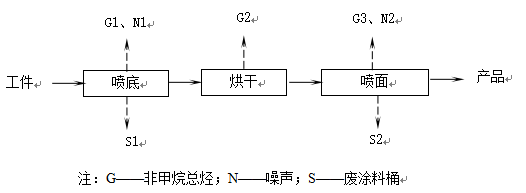 G1、N1
G2
G3、N2
工件
喷底
烘干
喷面
产品
S1
S2
注：G——非甲烷总烃；N——噪声；S——废涂料桶